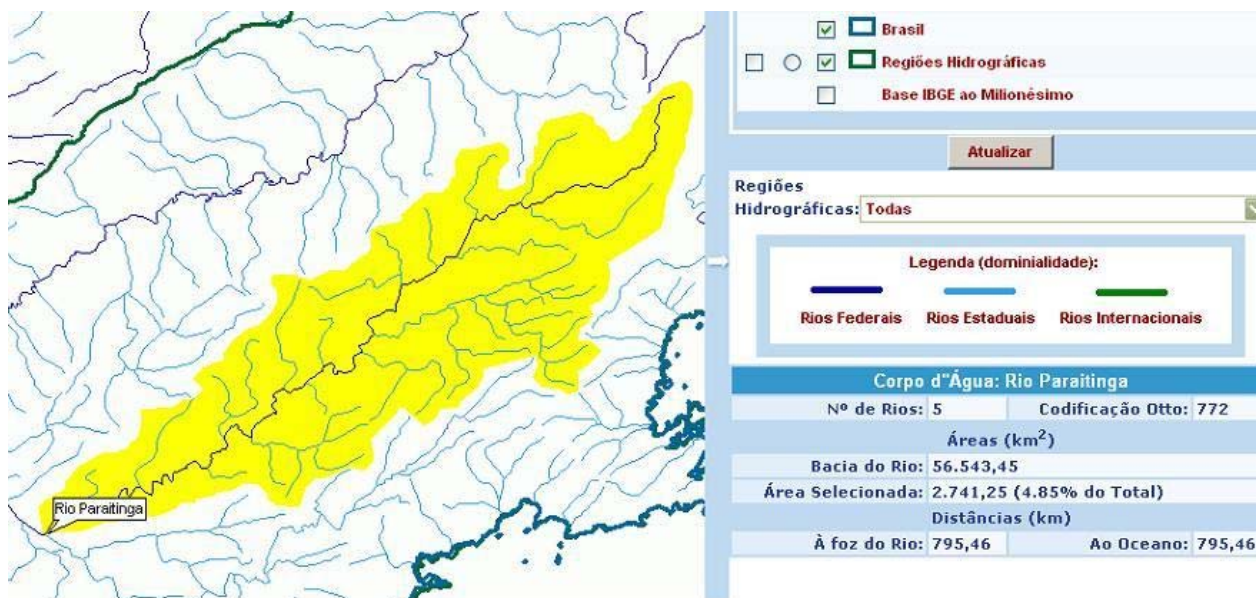 Rio Paraitinga
Brasil
Regiões Hidrográficas
Base IBGE ao Milionésimo
Atualizar
Regiões
Hidrográficas: Todas
Legenda (dominialidade):
Rios Federais Rios Estaduais Rios Internacionais
Corpo d"Água: Rio Paraitinga
Nº de Rios: 5 Codificação Otto: 772
Áreas (km²)
Bacia do Rio: 56.543,45
Área Selecionada: 2.741,25 (4.85% do Total)
Distâncias (km)
À foz do Rio: 795,46 Ao Oceano: 795,46